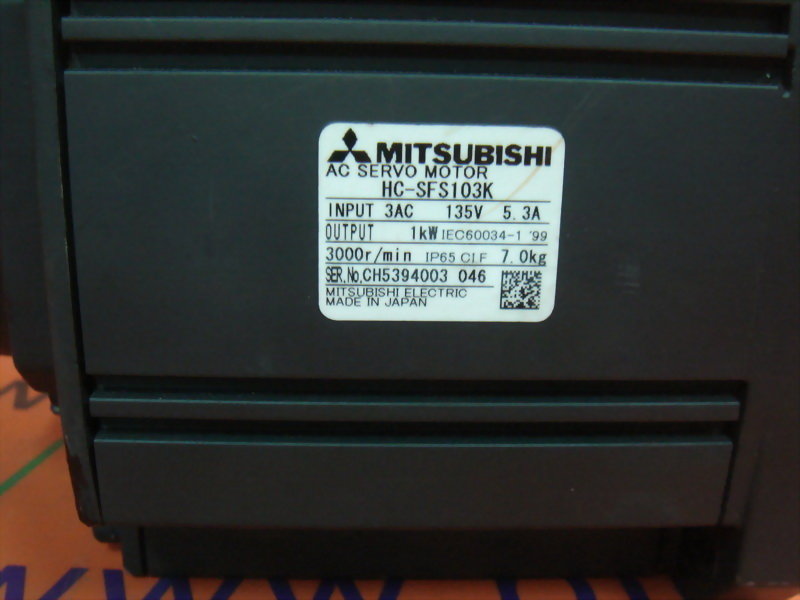 MITSUBISHI
AC SERVO MOTOR
HC-SFS103K
INPUT 3AC 135V 5.3A
OUTPUT 1kW IEC60034-1 '99
3000r/min IP65 Cl.F 7.0kg
SER.No.CH5394003 046
MITSUBISHI ELECTRIC
MADE IN JAPAN